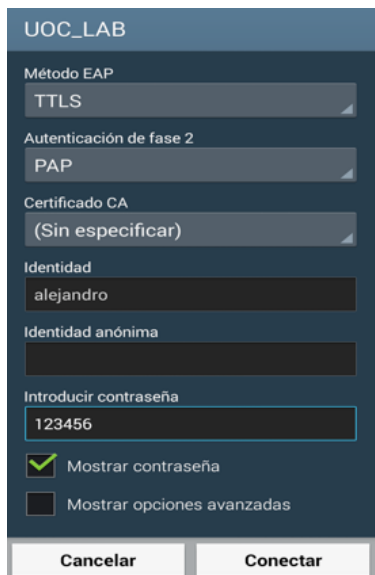 UOC_LAB
Método EAP
TTLS
Autenticación de fase 2
PAP
Certificado CA
(Sin especificar)
Identidad
alejandro
Identidad anónima
Introducir contraseña
123456
Mostrar contraseña
Mostrar opciones avanzadas
Cancelar Conectar